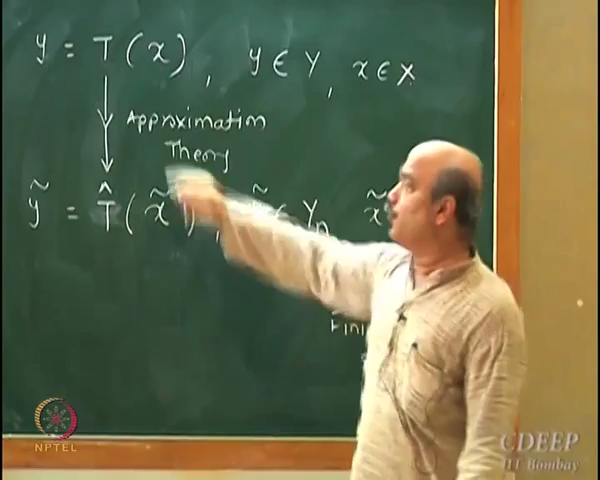 y = T(x), y ∈ Y, x ∈ X
Approximation
Theory
ỹ = T̂(x̃), ỹ ∈ Yn x̃
Fini
NPTEL
CDEEP
IIT Bombay